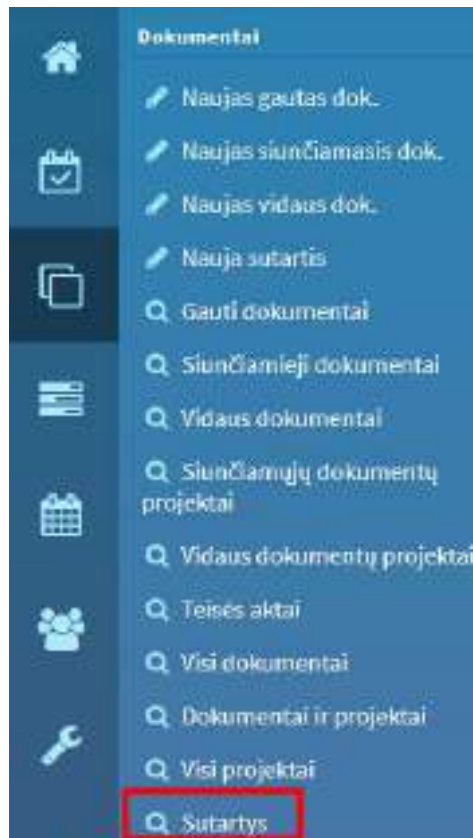 Dokumentai
Naujas gautas dok.
Naujas siunčiamasis dok.
Naujas vidaus dok.
Nauja sutartis
Gauti dokumentai
Siunčiamieji dokumentai
Vidaus dokumentai
Siunčiamųjų dokumentų
projektai
Vidaus dokumentų projektai
Teisės aktai
Visi dokumentai
Dokumentai ir projektai
Visi projektai
Sutartys